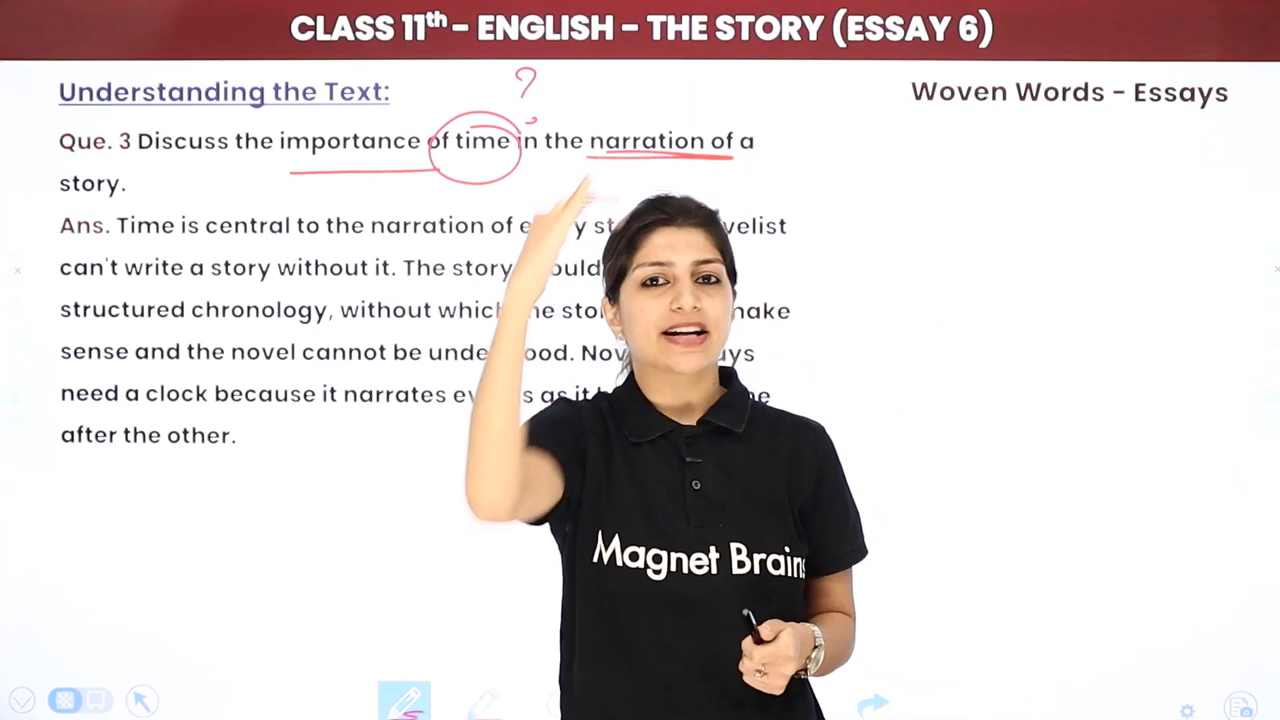 CLASS 11th - ENGLISH - THE STORY (ESSAY 6)
Understanding the Text:
Woven Words - Essays
?
Que. 3 Discuss the importance of time in the narration of a
story.
Ans. Time is central to the narration of
can't write a story without it. The story
structured chronology, without which
sense and the novel cannot be
need a clock because it narrates
after the other.
Magnet Brains